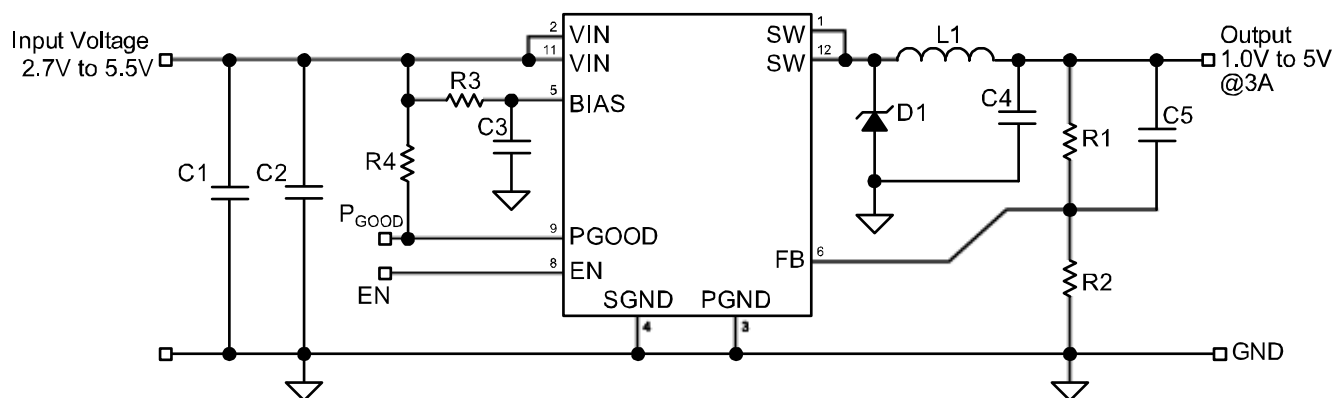 Input Voltage
2.7V to 5.5V
2
VIN
11
VIN
R3
5
BIAS
C3
R4
C1
C2
PGOOD
9
PGOOD
8
EN
EN
SGND
PGND
4
3
1
SW
12
SW
L1
D1
C4
R1
C5
6
FB
R2
Output
1.0V to 5V
@3A
GND